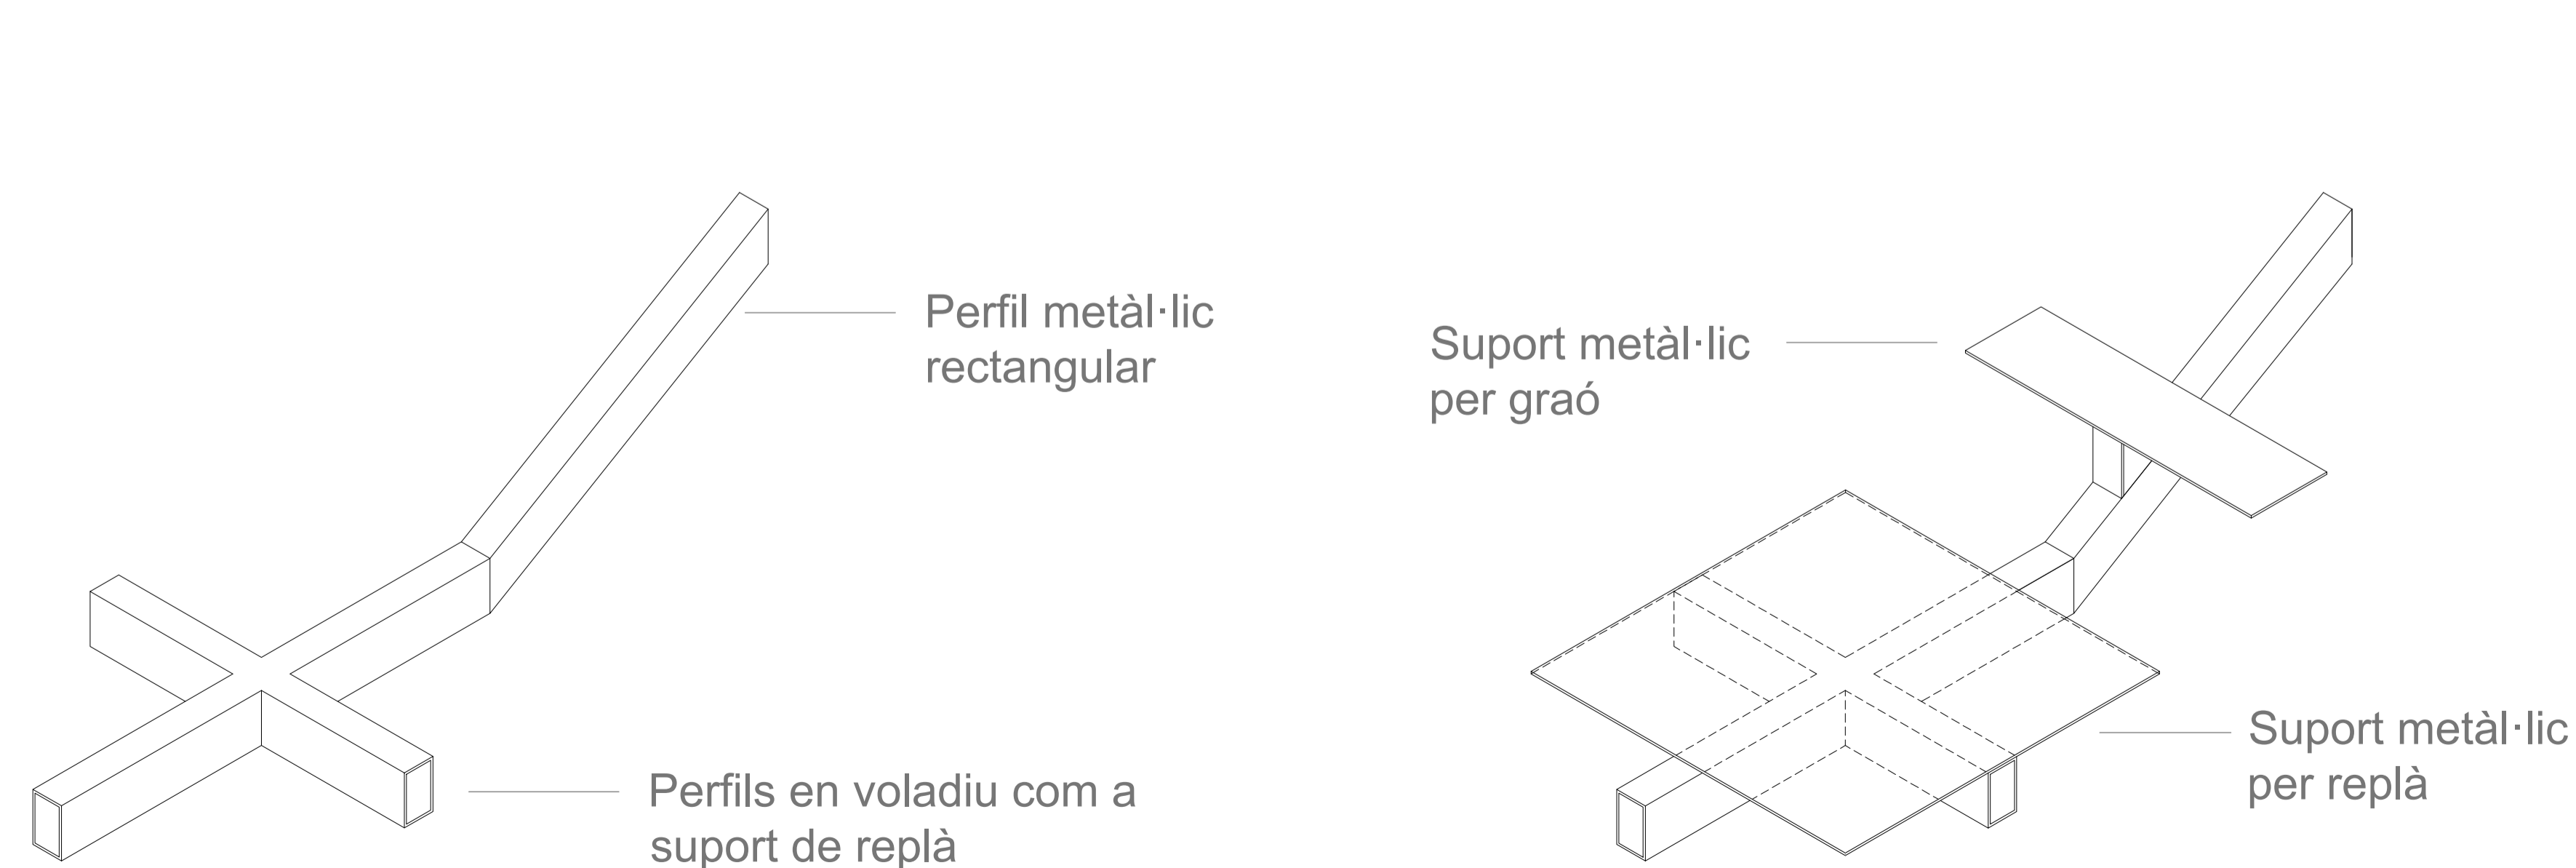 Perfil metàl·lic
rectangular
Perfils en voladiu com a
suport de replà
Suport metàl·lic
per graó
Suport metàl·lic
per replà